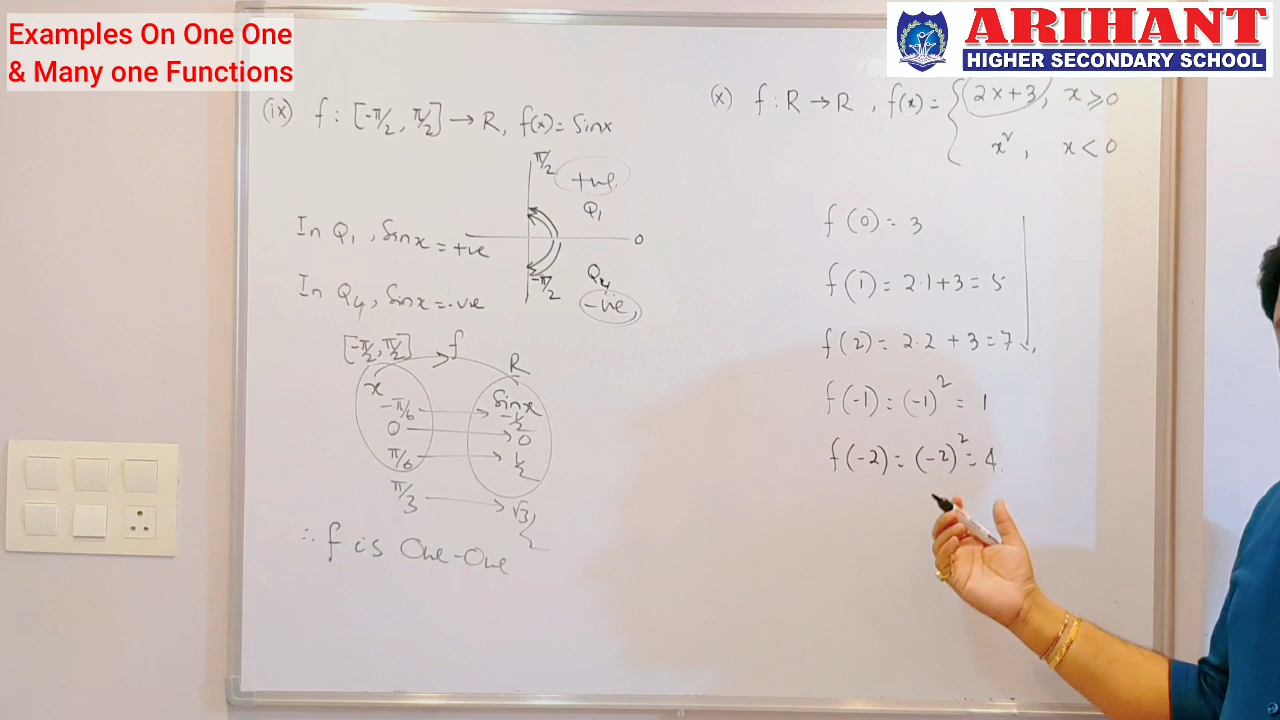 Examples On One One
& Many one Functions
ARIHANT
HIGHER SECONDARY SCHOOL
(ix) f : [-π/2, π/2] → R, f(x) = Sinx
π/2
+ve
Q₁
0
In Q₁, Sinx = +ve
Q₄
-π/2
-ve
In Q₄, Sinx = -ve
[-π/2, π/2] f R
x Sinx
-π/6 → -1/2
0 → 0
π/6 → 1/2
π/3 → √3/2
∴ f is One-One
(x) f : R → R, f(x) = { 2x+3, x ≥ 0
x², x < 0
f(0) = 3
f(1) = 2·1+3 = 5
f(2) = 2·2 + 3 = 7
f(-1) = (-1)² = 1
f(-2) = (-2)² = 4